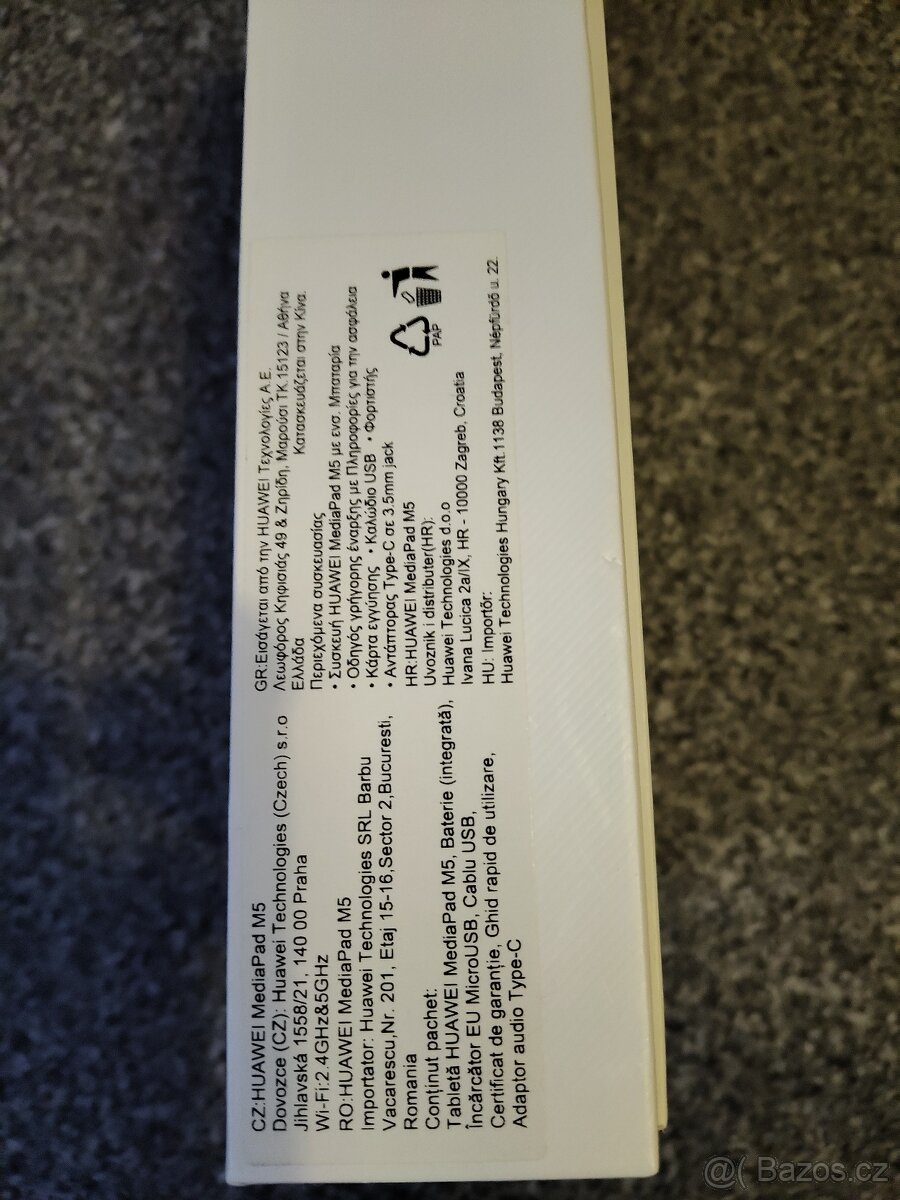 CZ:HUAWEI MediaPad M5
Dovozce (CZ): Huawei Technologies (Czech) s.r.o
Jihlavská 1558/21, 140 00 Praha
Wi-Fi:2.4GHz&5GHz
RO:HUAWEI MediaPad M5
Importator: Huawei Technologies SRL Barbu
Vacarescu,Nr. 201, Etaj 15-16,Sector 2,Bucuresti,
Romania
Conținut pachet:
Tabletă HUAWEI MediaPad M5, Baterie (integrată),
Încărcător EU MicroUSB, Cablu USB,
Certificat de garanție, Ghid rapid de utilizare,
Adaptor audio Type-C
GR:Εισάγεται από την HUAWEI Τεχνολογίες Α.Ε.
Λεωφόρος Κηφισιάς 49 & Ζηρίδη, Μαρούσι ΤΚ.15123 / Αθήνα
Ελλάδα Κατασκευάζεται στην Κίνα.
Περιεχόμενα συσκευασίας
• Συσκευή HUAWEI MediaPad M5 με ενσ. Μπαταρία
• Οδηγός γρήγορης έναρξης με Πληροφορίες για την ασφάλεια
• Κάρτα εγγύησης • Καλώδιο USB • Φορτιστής
• Αντάπτορας Type-C σε 3.5mm jack
HR:HUAWEI MediaPad M5
Uvoznik i distributer(HR):
Huawei Technologies d.o.o
Ivana Lucica 2a/IX, HR - 10000 Zagreb, Croatia
HU: Importőr:
Huawei Technologies Hungary Kft.1138 Budapest, Népfürdő u. 22.
PAP
@( Bazos.cz